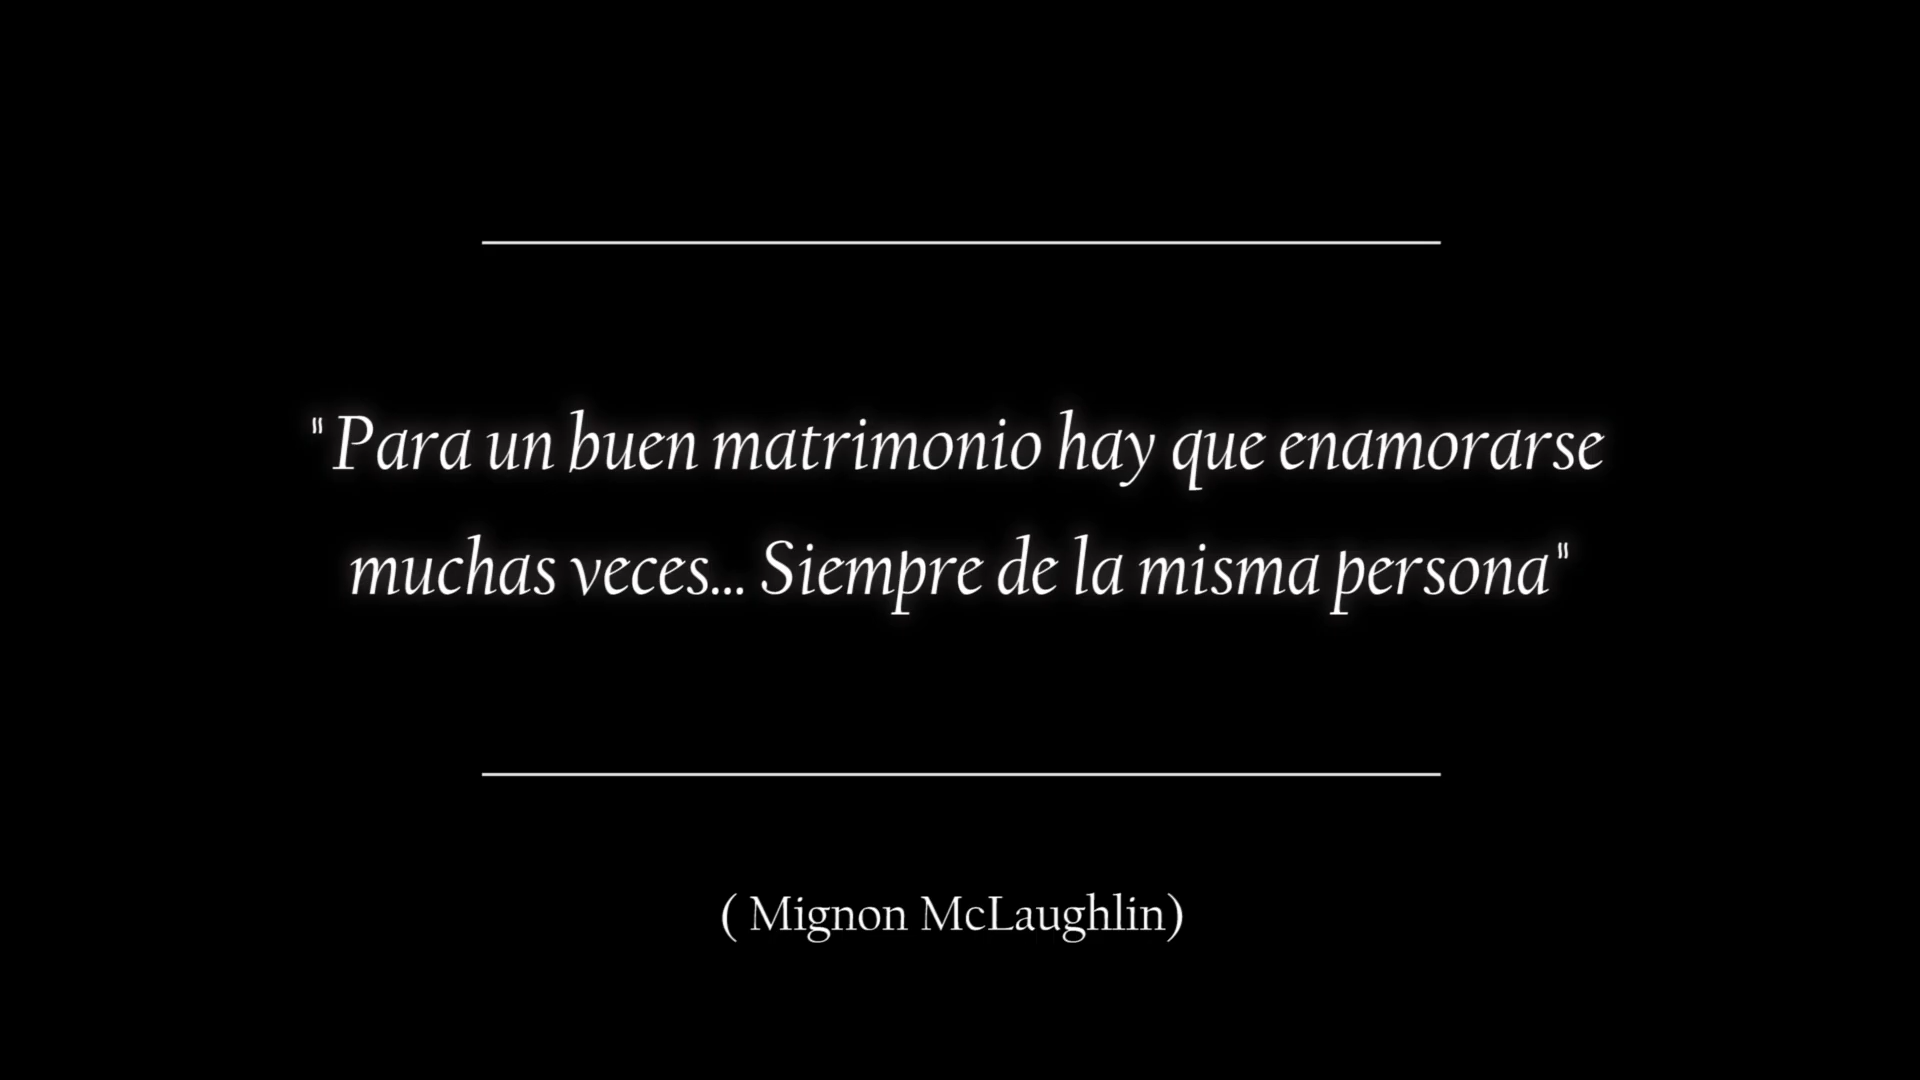 "Para un buen matrimonio hay que enamorarse
muchas veces... Siempre de la misma persona"
( Mignon McLaughlin)